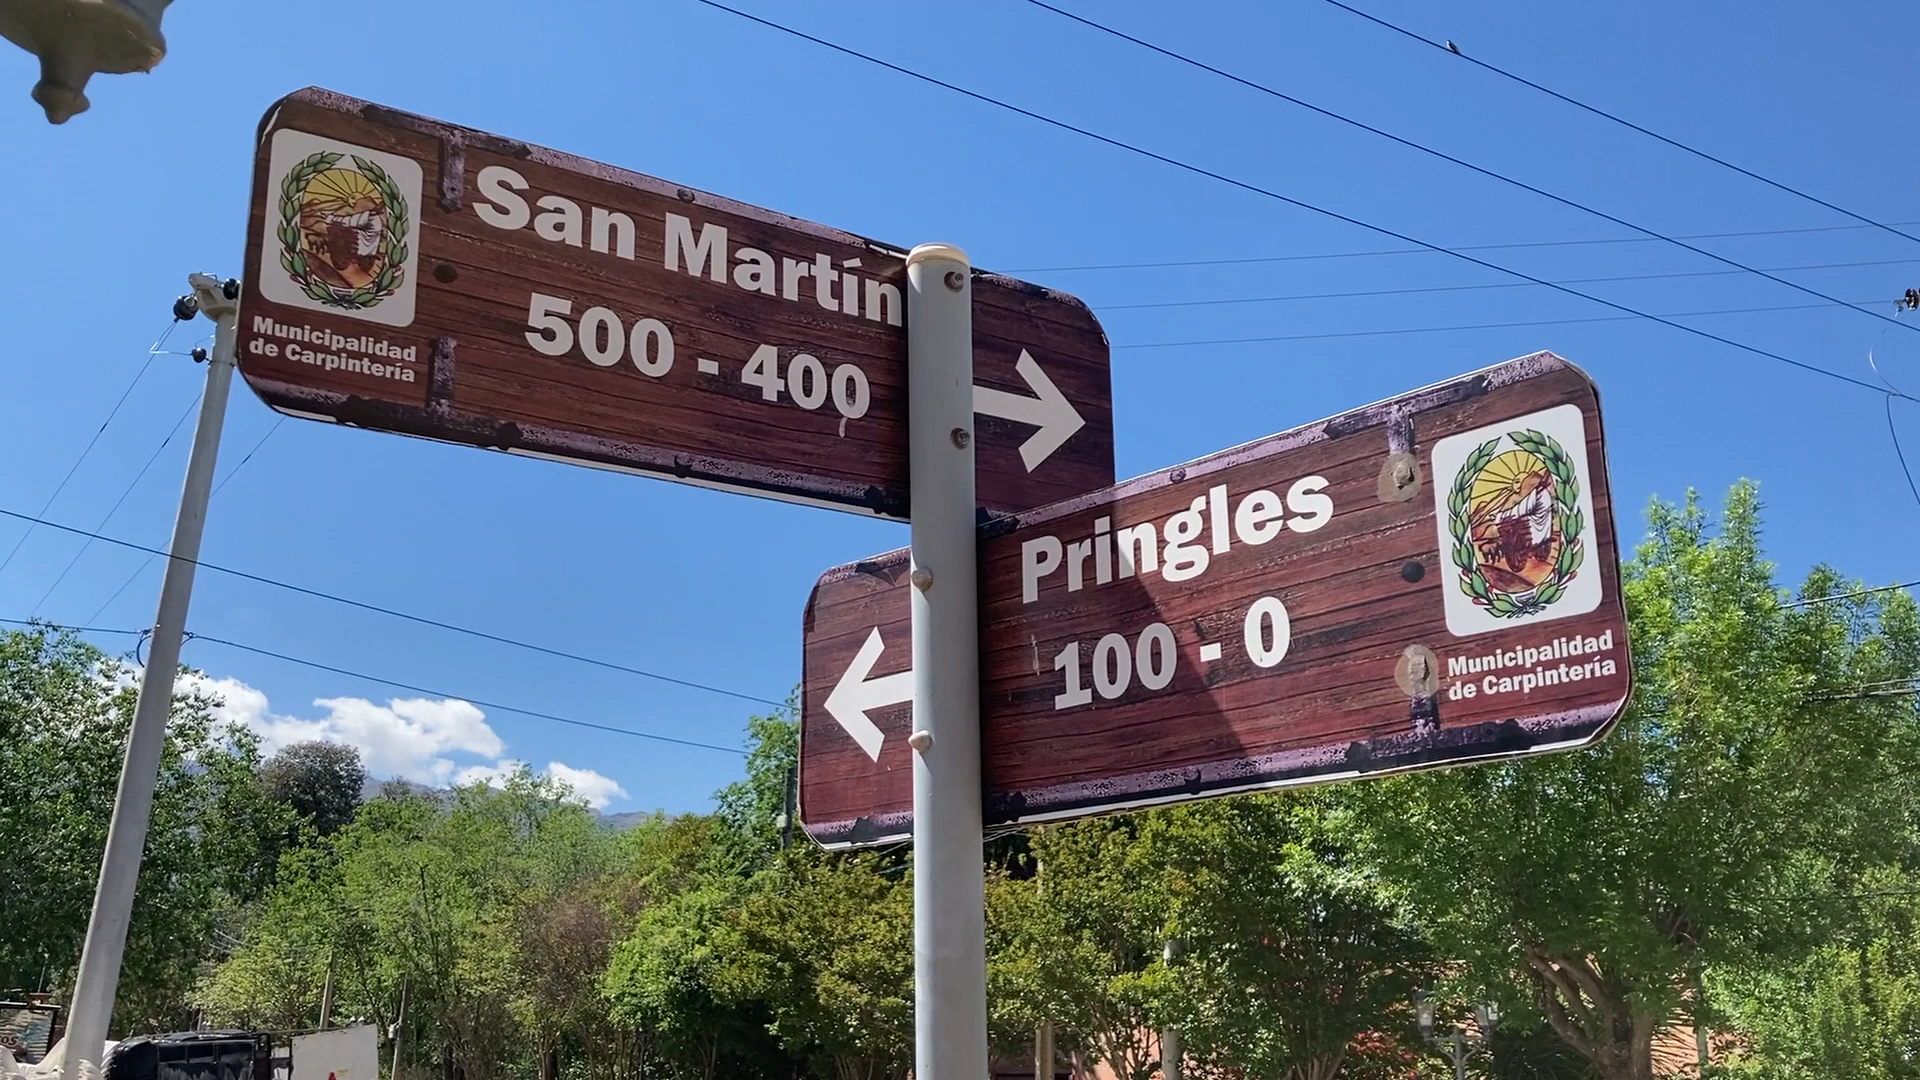 San Martín
500 - 400
Municipalidad
de Carpintería
Pringles
100 - 0
Municipalidad
de Carpintería